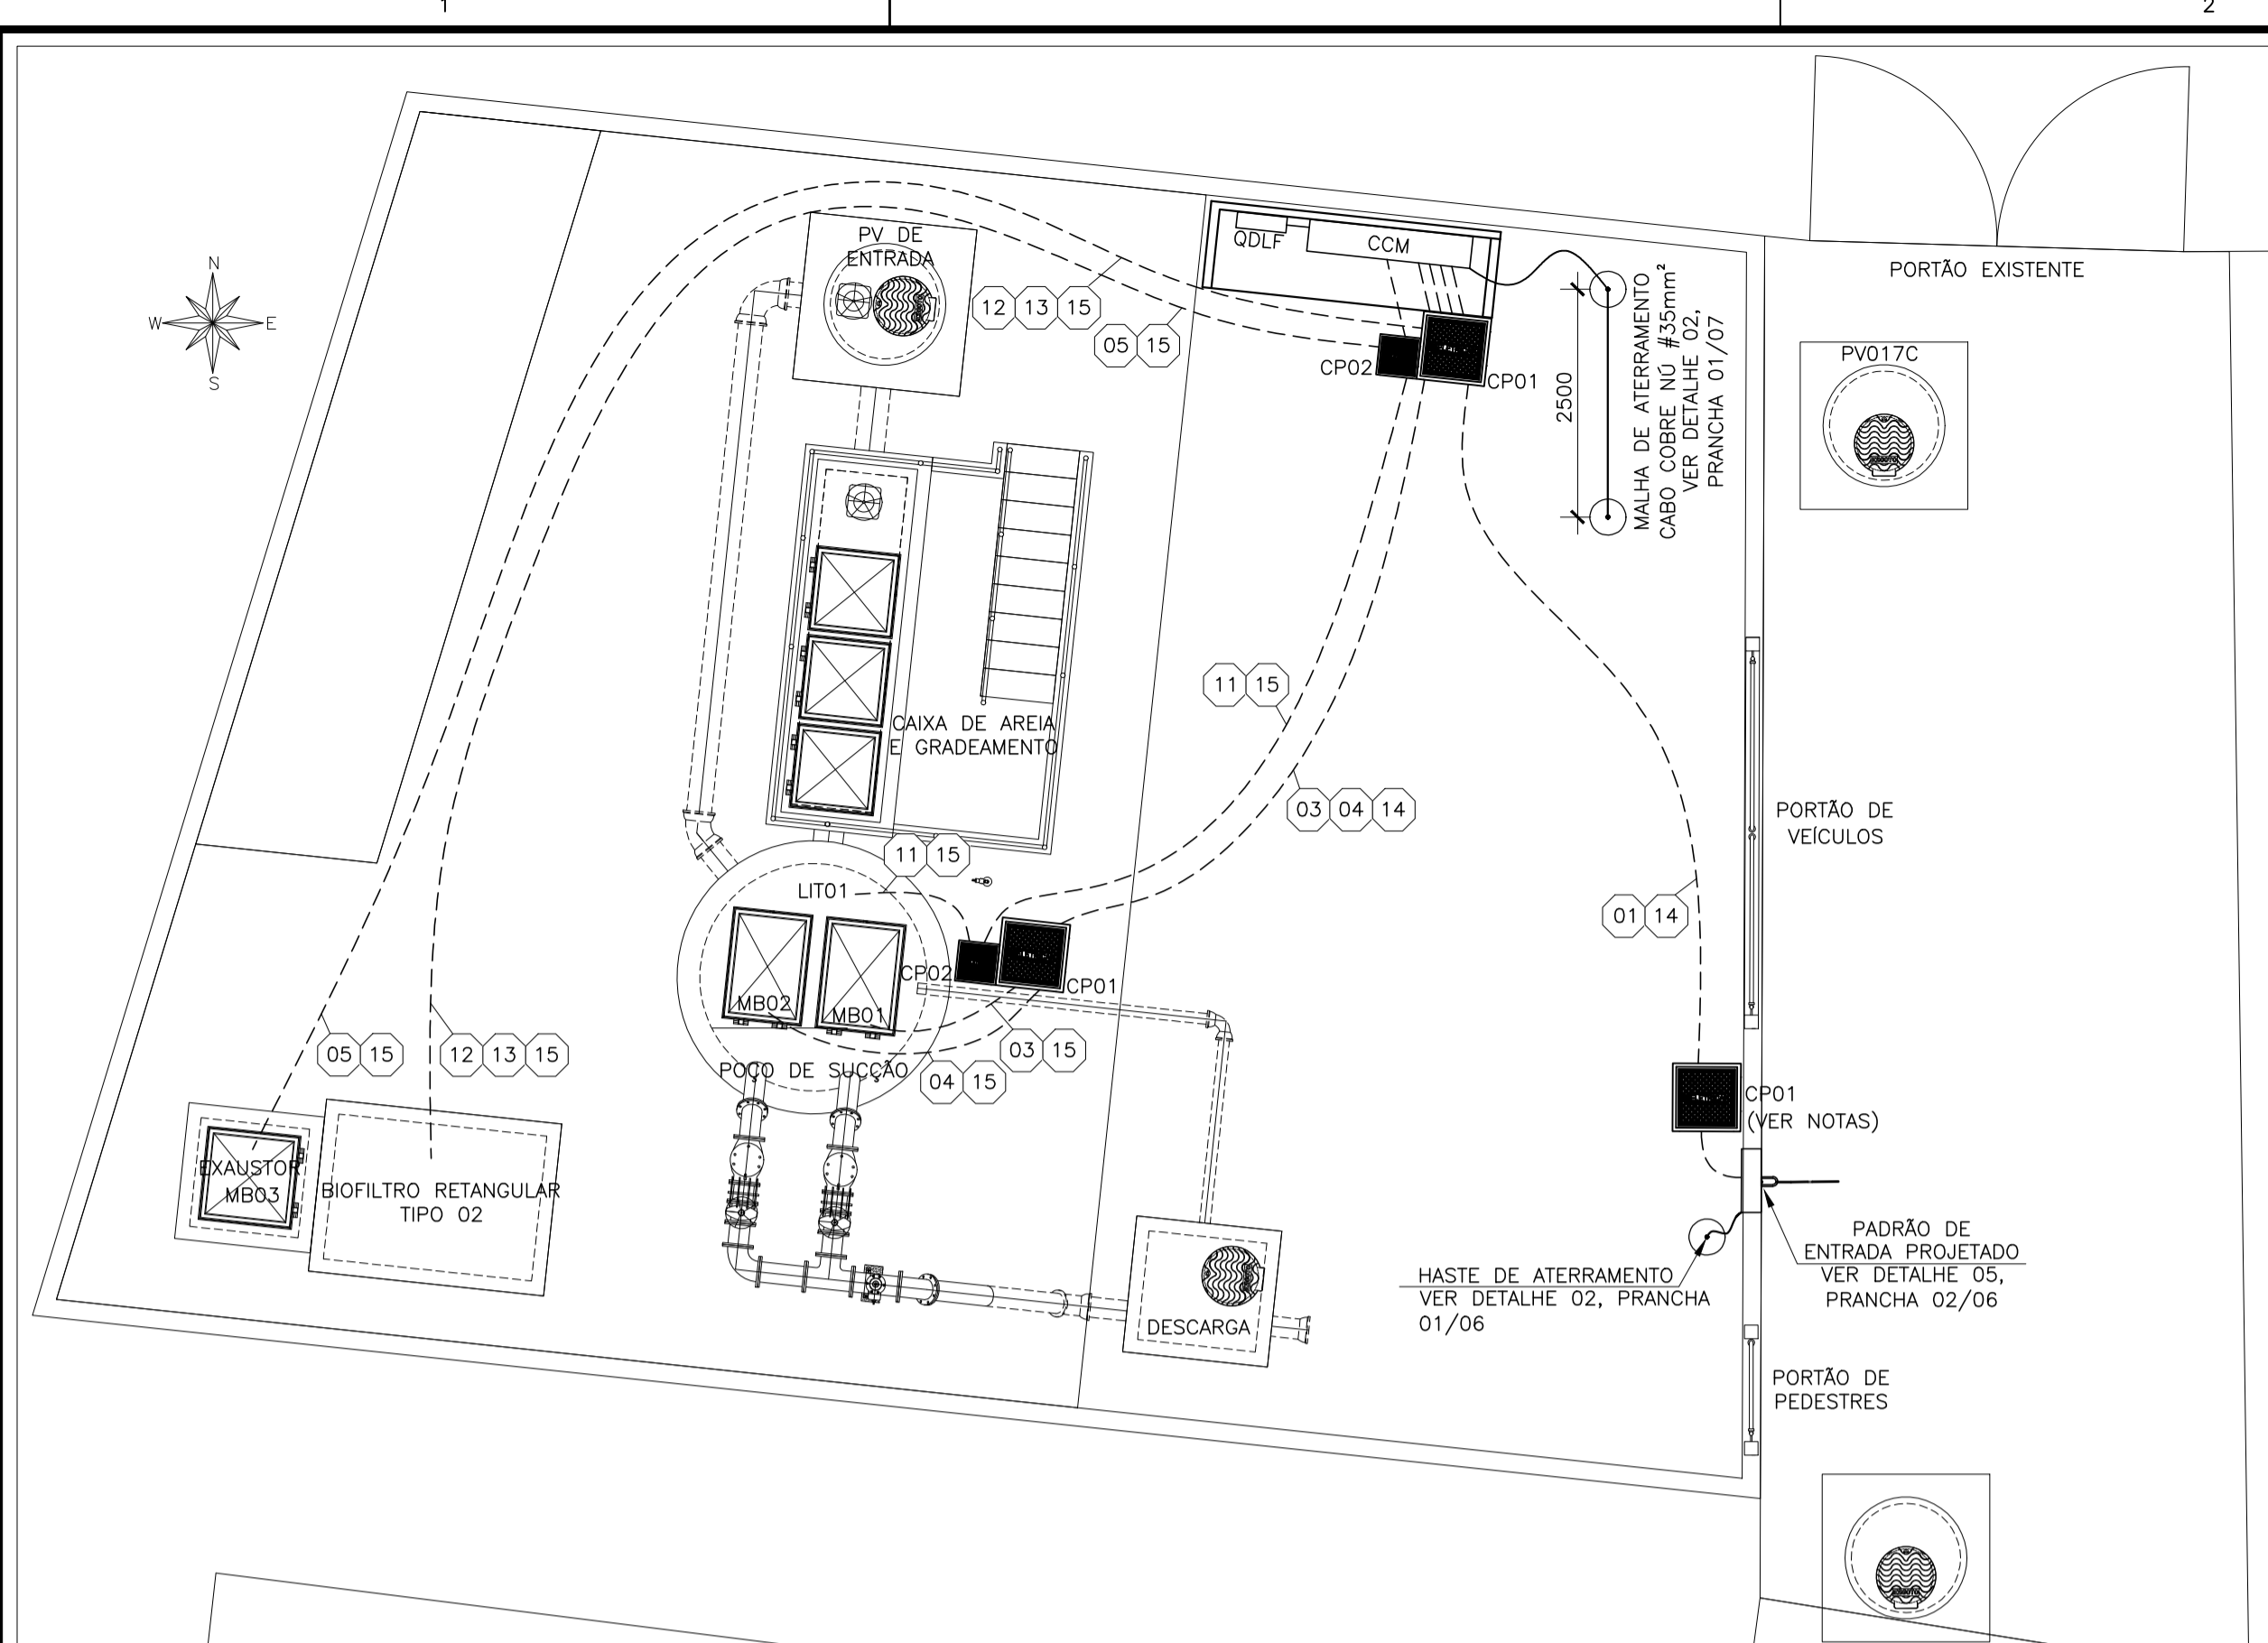 1
2
N
W
E
S
PV DE
ENTRADA
12 13 15
05 15
QDLF
CCM
CP02
CP01
2500
MALHA DE ATERRAMENTO
CABO COBRE NÚ #35mm²
VER DETALHE 02,
PRANCHA 01/07
PORTÃO EXISTENTE
PV017C
CAIXA DE AREIA
E GRADEAMENTO
11 15
03 04 14
PORTÃO DE
VEÍCULOS
11 15
LIT01
01 14
CP02
CP01
MB02
MB01
POÇO DE SUCÇÃO
03 15
04 15
05 15
12 13 15
CP01
(VER NOTAS)
EXAUSTOR
MB03
BIOFILTRO RETANGULAR
TIPO 02
DESCARGA
HASTE DE ATERRAMENTO
VER DETALHE 02, PRANCHA
01/06
PADRÃO DE
ENTRADA PROJETADO
VER DETALHE 05,
PRANCHA 02/06
PORTÃO DE
PEDESTRES